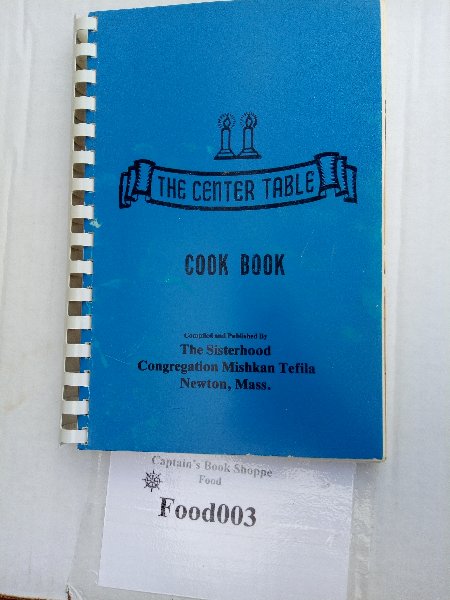 THE CENTER TABLE
COOK BOOK
Compiled and Published By
The Sisterhood
Congregation Mishkan Tefila
Newton, Mass.
Captain's Book Shoppe
Food
Food003